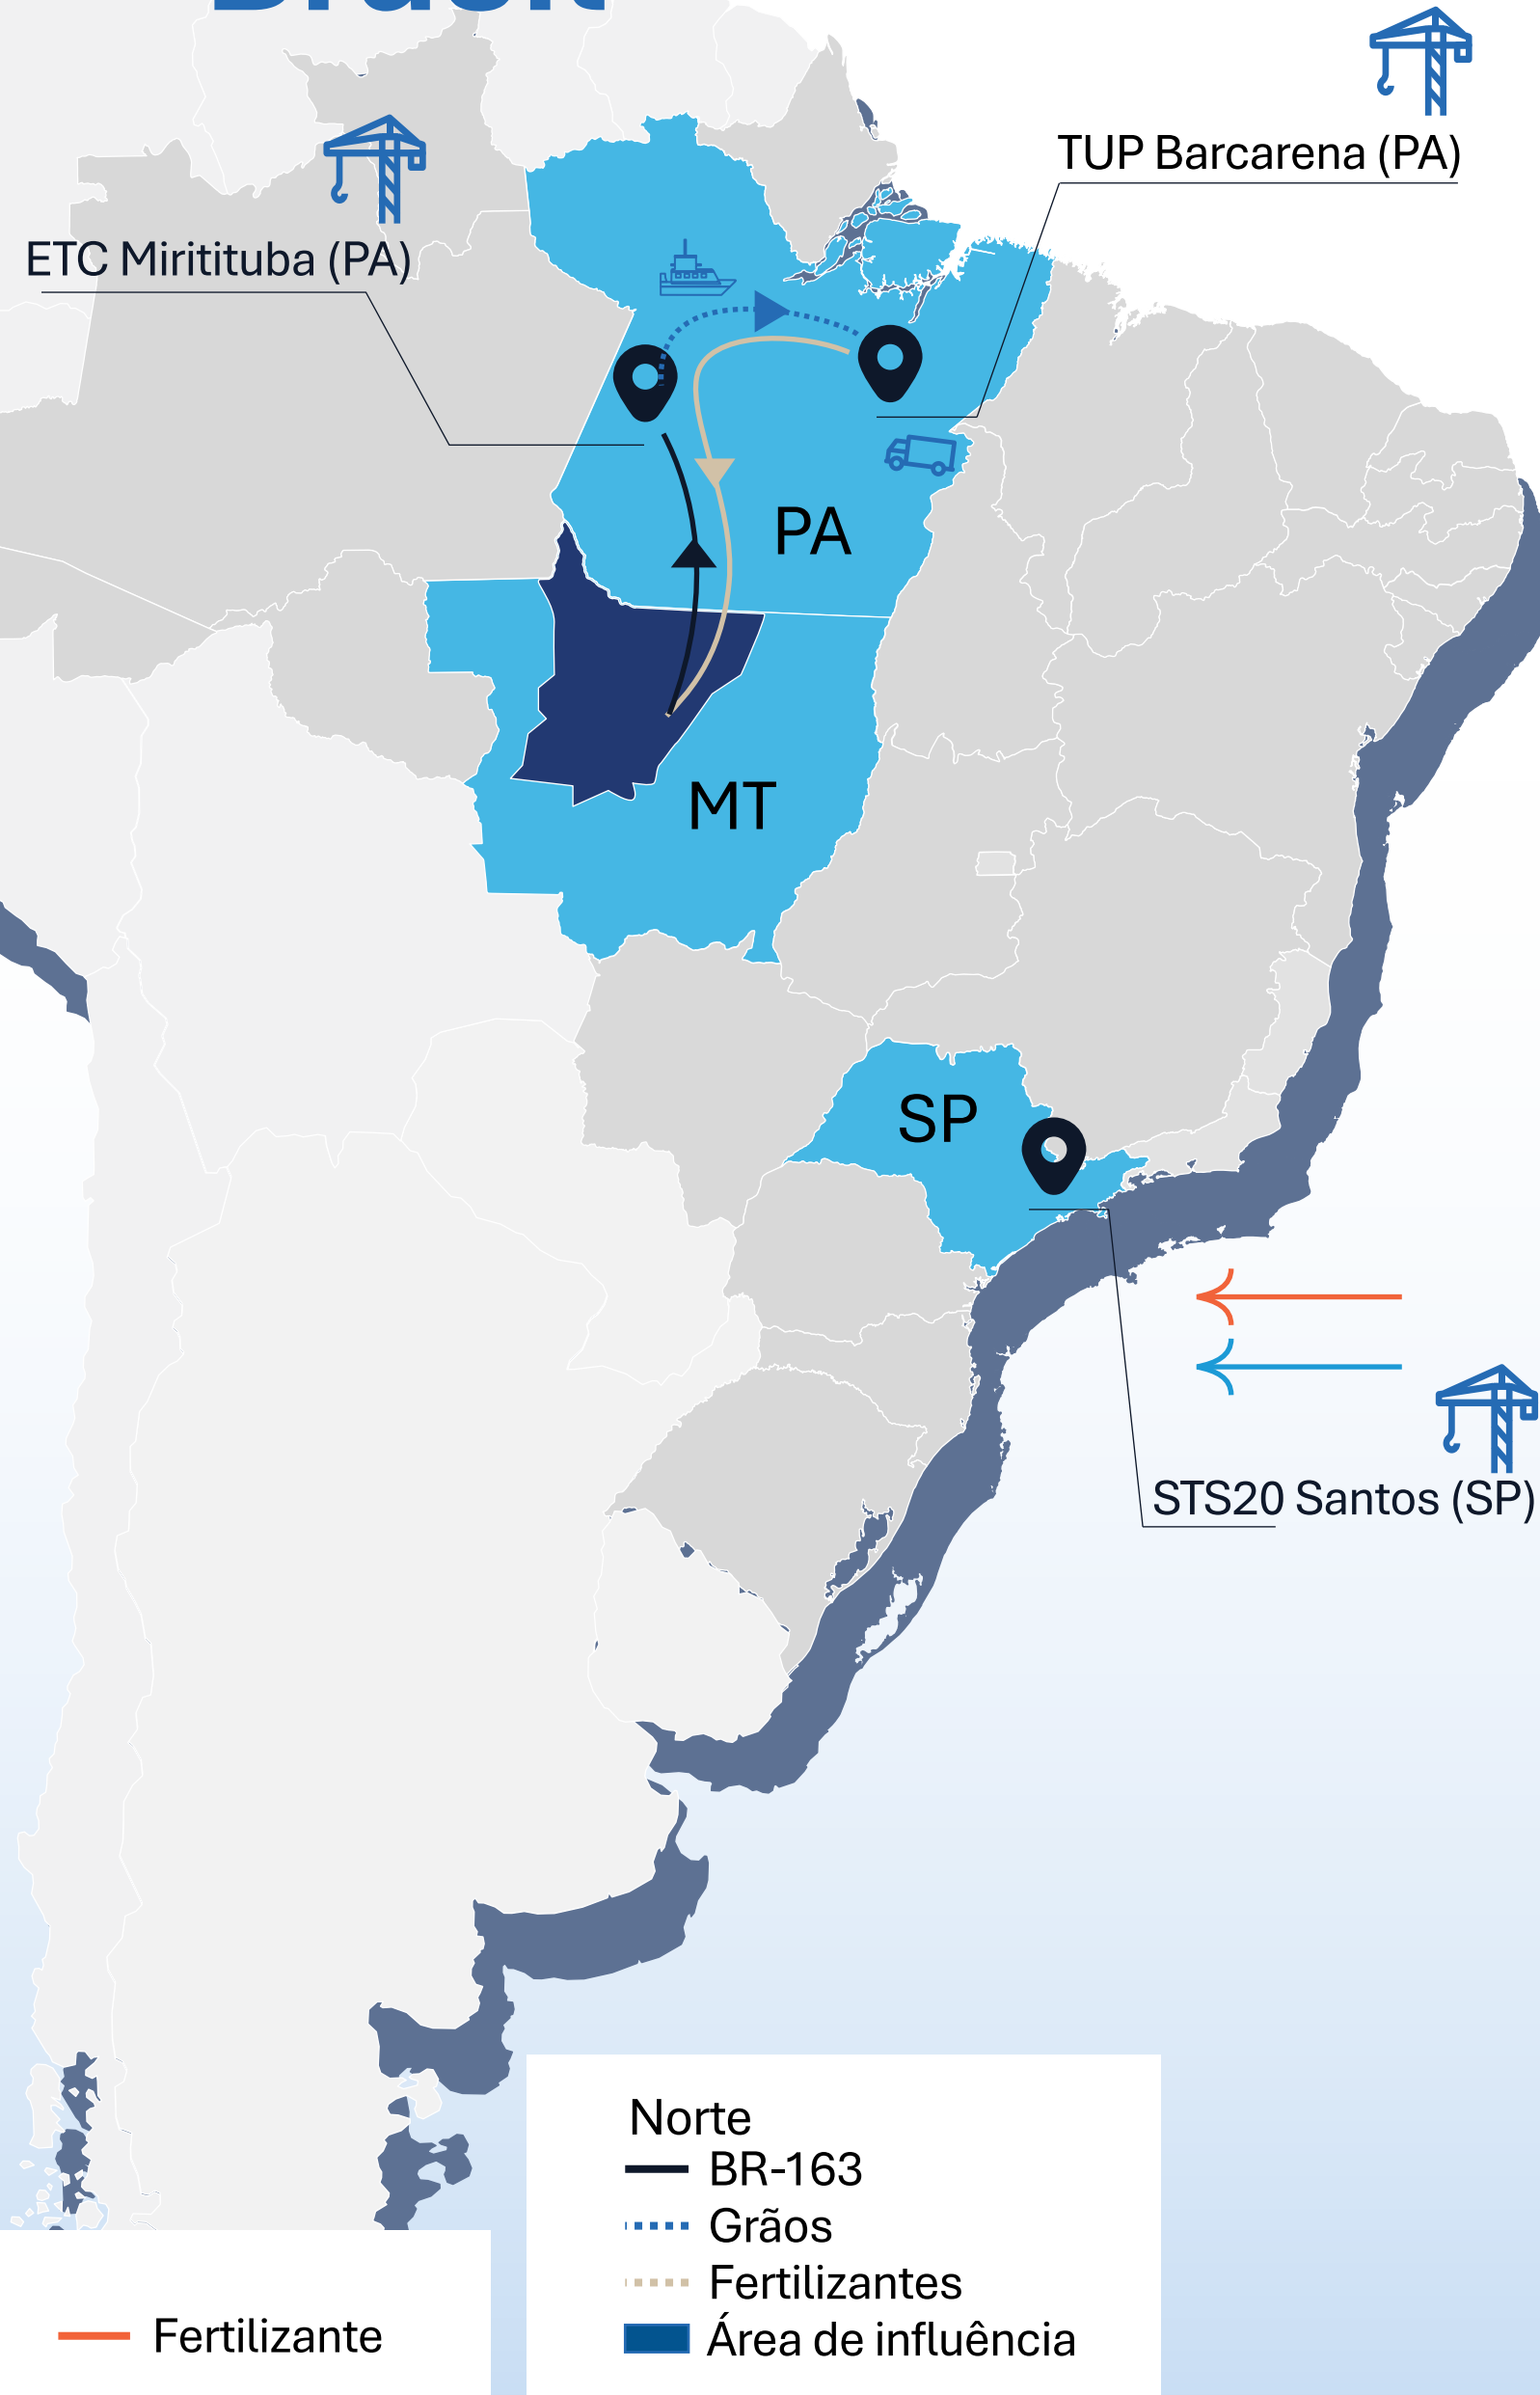 TUP Barcarena (PA)
ETC Miritituba (PA)
PA
MT
SP
STS20 Santos (SP)
Norte
BR-163
Grãos
Fertilizantes
Área de influência
Fertilizante